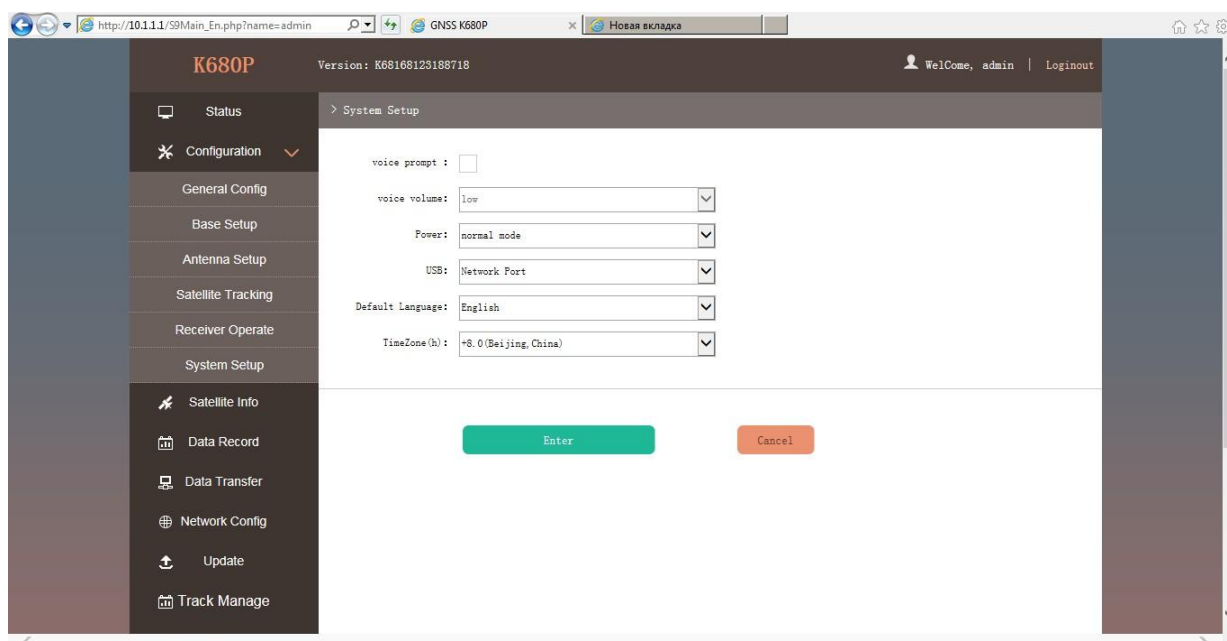 http://10.1.1.1/S9Main_En.php?name=admin
GNSS K680P
Новая вкладка
K680P
Version: K68168123188718
WelCome, admin | Loginout
Status
> System Setup
Configuration
General Config
Base Setup
Antenna Setup
Satellite Tracking
Receiver Operate
System Setup
Satellite Info
Data Record
Data Transfer
Network Config
Update
Track Manage
voice prompt :
voice volume: low
Power: normal mode
USB: Network Port
Default Language: English
TimeZone(h): +8.0(Beijing,China)
Enter
Cancel